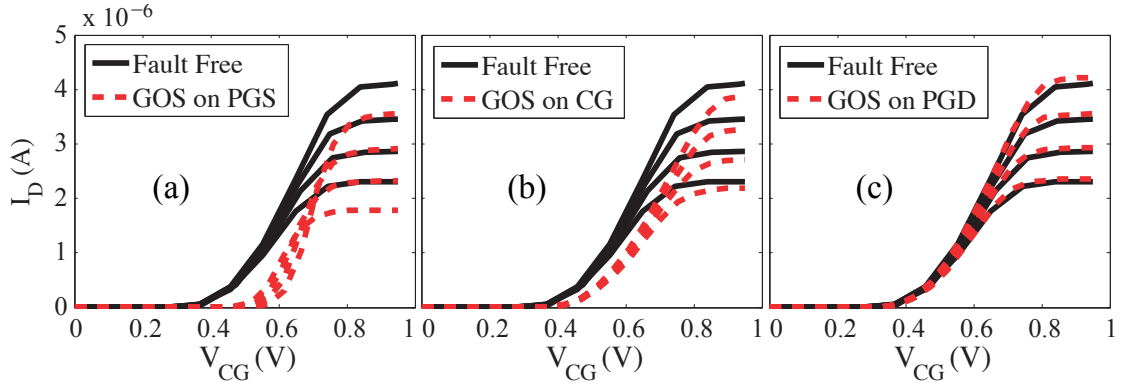 x 10⁻⁶
5
4
3
2
1
0
I_D (A)
Fault Free
GOS on PGS
(a)
0 0.2 0.4 0.6 0.8 1
V_CG (V)
Fault Free
GOS on CG
(b)
0 0.2 0.4 0.6 0.8 1
V_CG (V)
Fault Free
GOS on PGD
(c)
0 0.2 0.4 0.6 0.8 1
V_CG (V)